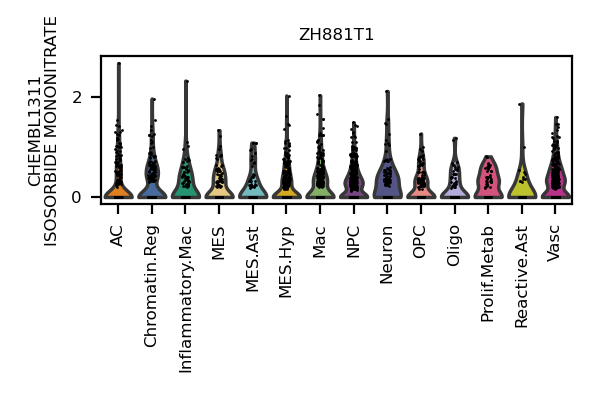 ZH881T1
CHEMBL1311
ISOSORBIDE MONONITRATE
2
0
AC
Chromatin.Reg
Inflammatory.Mac
MES
MES.Ast
MES.Hyp
Mac
NPC
Neuron
OPC
Oligo
Prolif.Metab
Reactive.Ast
Vasc